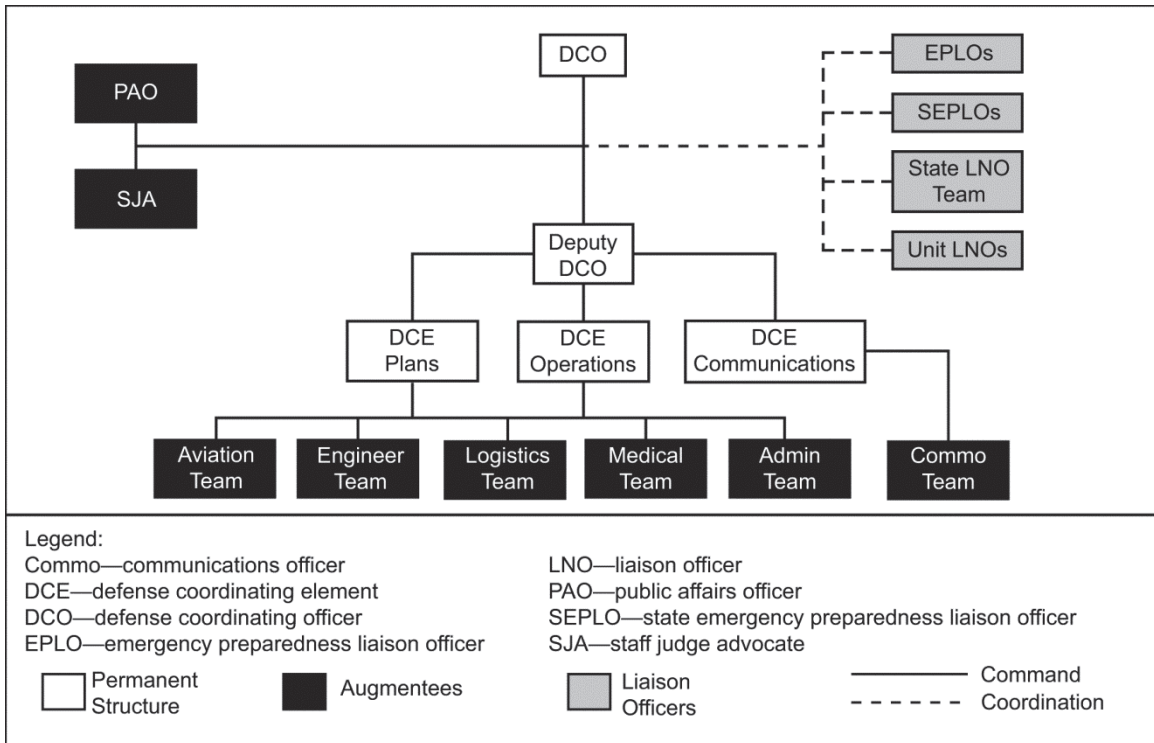 DCO
PAO
SJA
EPLOs
SEPLOs
State LNO
Team
Unit LNOs
Deputy
DCO
DCE
Plans
DCE
Operations
DCE
Communications
Aviation
Team
Engineer
Team
Logistics
Team
Medical
Team
Admin
Team
Commo
Team
Legend:
Commo—communications officer
DCE—defense coordinating element
DCO—defense coordinating officer
EPLO—emergency preparedness liaison officer
LNO—liaison officer
PAO—public affairs officer
SEPLO—state emergency preparedness liaison officer
SJA—staff judge advocate
Permanent
Structure
Augmentees
Liaison
Officers
Command
Coordination